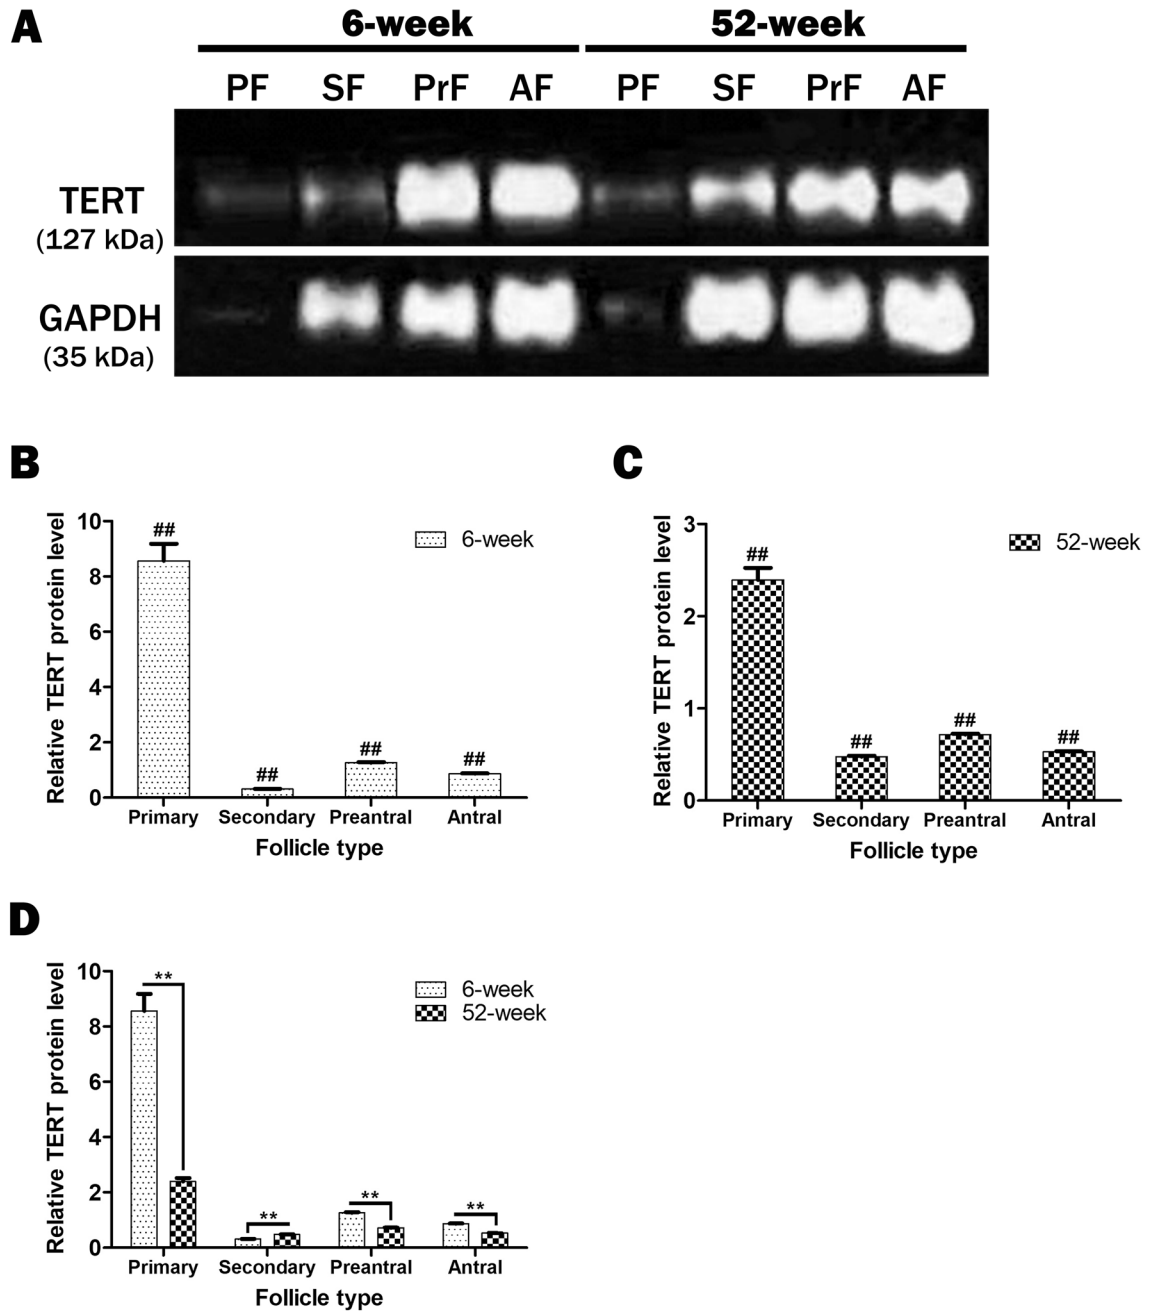 A
6-week 52-week
PF SF PrF AF PF SF PrF AF
TERT
(127 kDa)
GAPDH
(35 kDa)
B
Relative TERT protein level
10
8
6
4
2
0
##
##
##
##
6-week
Primary Secondary Preantral Antral
Follicle type
C
Relative TERT protein level
3
2
1
0
##
##
##
##
52-week
Primary Secondary Preantral Antral
Follicle type
D
Relative TERT protein level
10
8
6
4
2
0
**
**
**
**
6-week
52-week
Primary Secondary Preantral Antral
Follicle type